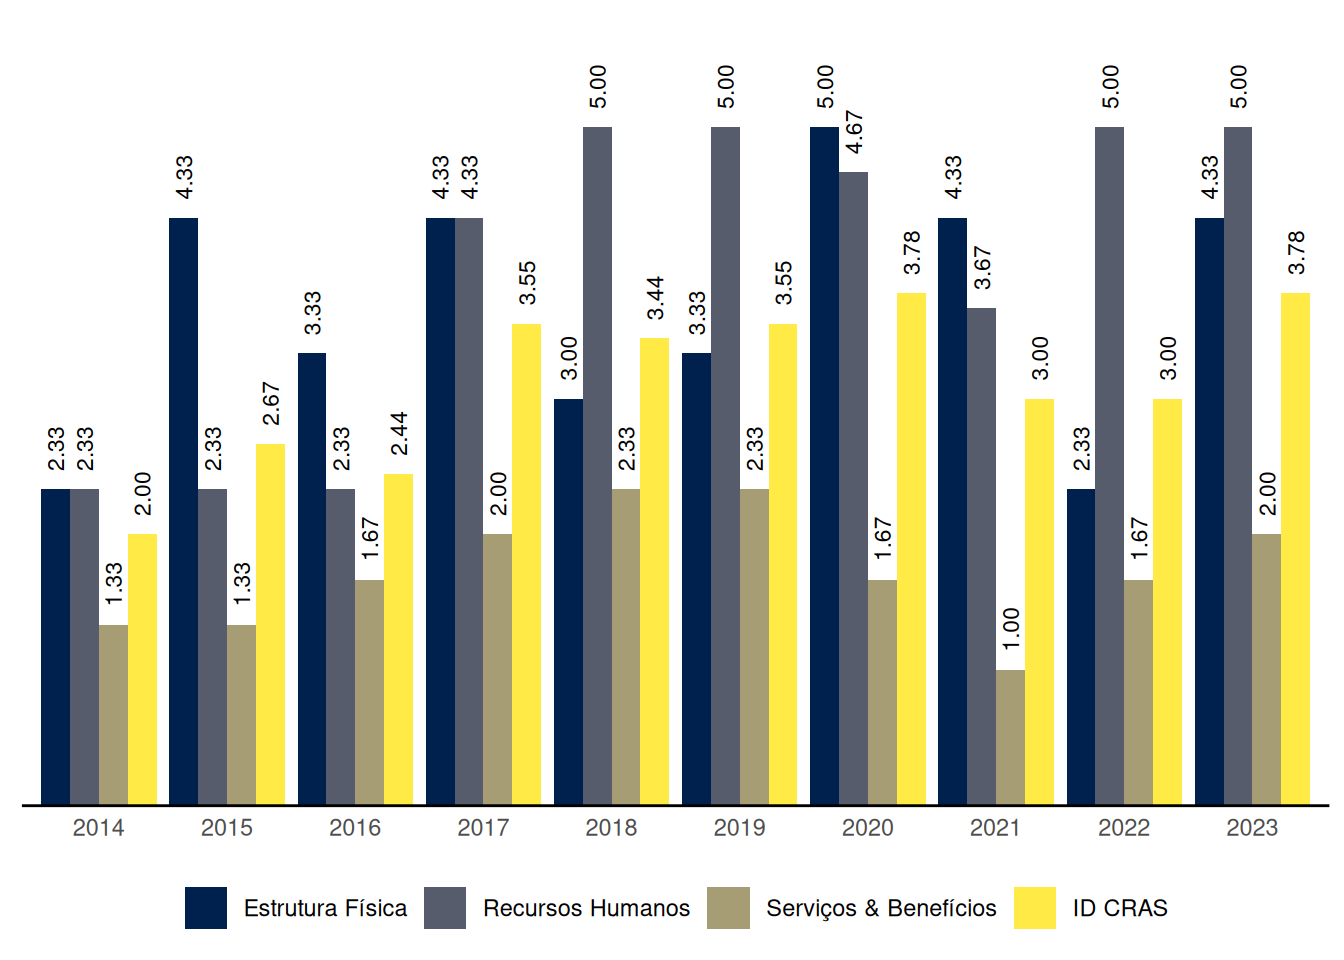 2.33 2.33 1.33 2.00
4.33 2.33 1.33 2.67
3.33 2.33 1.67 2.44
4.33 4.33 2.00 3.55
3.00 5.00 2.33 3.44
3.33 5.00 2.33 3.55
5.00 4.67 1.67 3.78
4.33 3.67 1.00 3.00
2.33 5.00 1.67 3.00
4.33 5.00 2.00 3.78
2014 2015 2016 2017 2018 2019 2020 2021 2022 2023
Estrutura Física Recursos Humanos Serviços & Benefícios ID CRAS